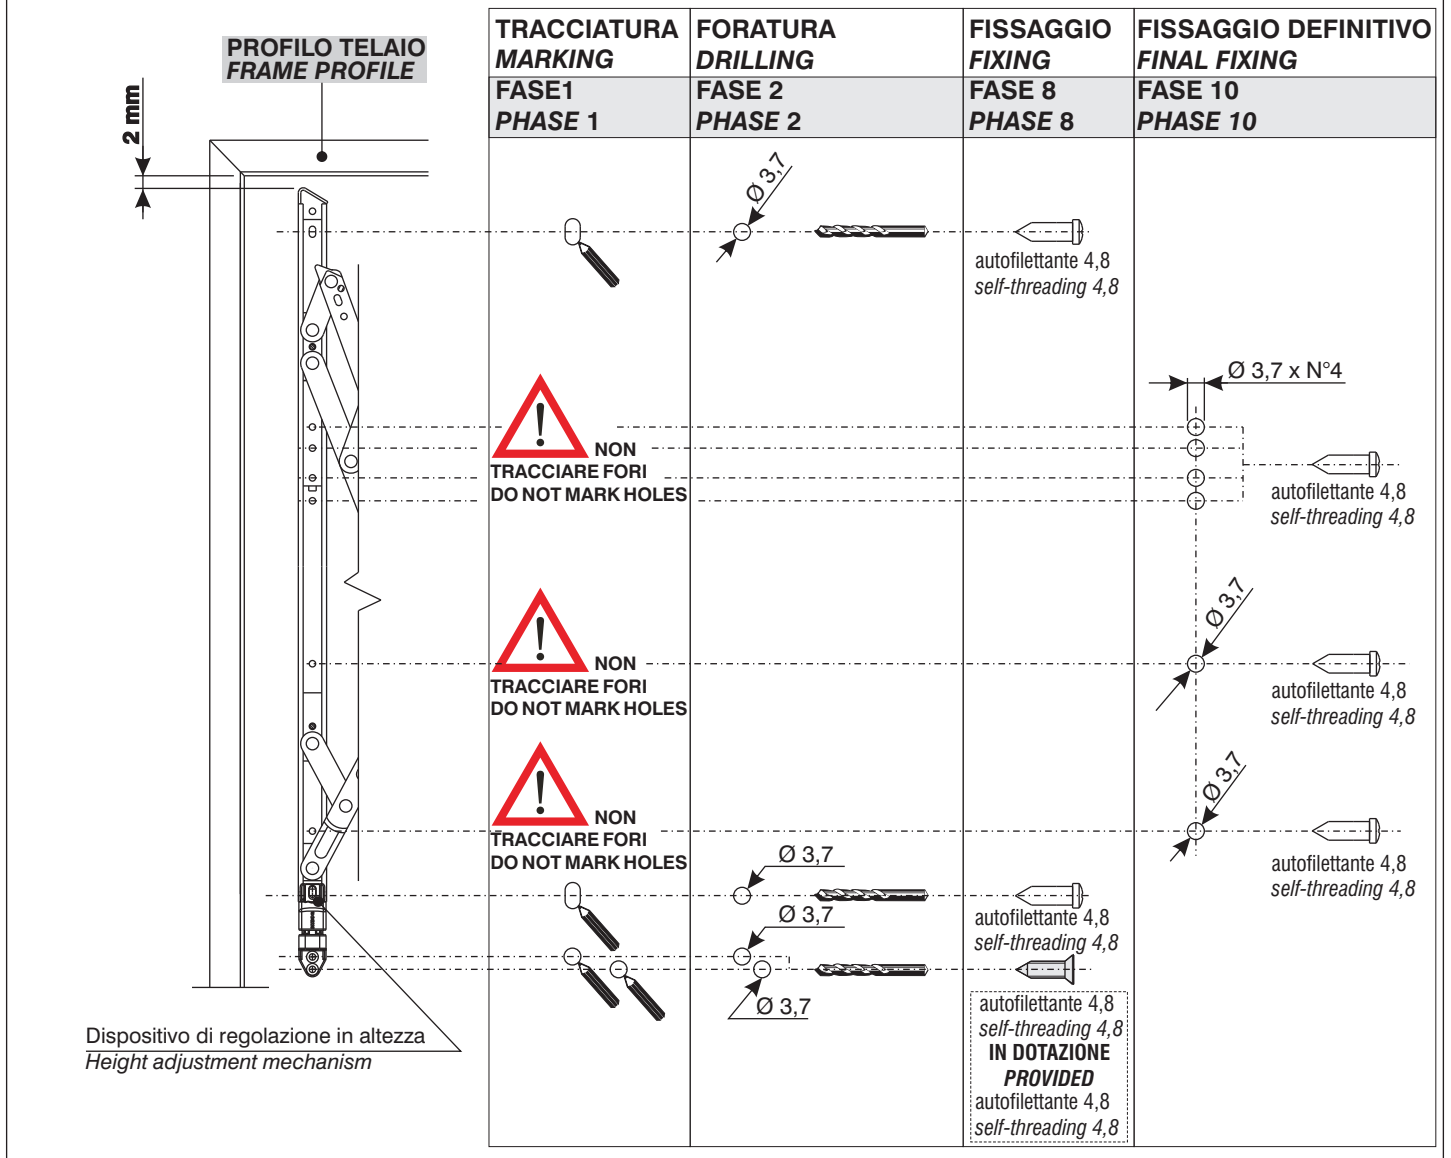 PROFILO TELAIO
FRAME PROFILE
2 mm
TRACCIATURA
MARKING
FASE1
PHASE 1
FORATURA
DRILLING
FASE 2
PHASE 2
FISSAGGIO
FIXING
FASE 8
PHASE 8
FISSAGGIO DEFINITIVO
FINAL FIXING
FASE 10
PHASE 10
Ø 3,7
autofilettante 4,8
self-threading 4,8
Ø 3,7 x N°4
NON
TRACCIARE FORI
DO NOT MARK HOLES
autofilettante 4,8
self-threading 4,8
Ø 3,7
NON
TRACCIARE FORI
DO NOT MARK HOLES
autofilettante 4,8
self-threading 4,8
Ø 3,7
NON
TRACCIARE FORI
DO NOT MARK HOLES
autofilettante 4,8
self-threading 4,8
Ø 3,7
autofilettante 4,8
self-threading 4,8
Ø 3,7
Ø 3,7
autofilettante 4,8
self-threading 4,8
IN DOTAZIONE
PROVIDED
autofilettante 4,8
self-threading 4,8
Dispositivo di regolazione in altezza
Height adjustment mechanism